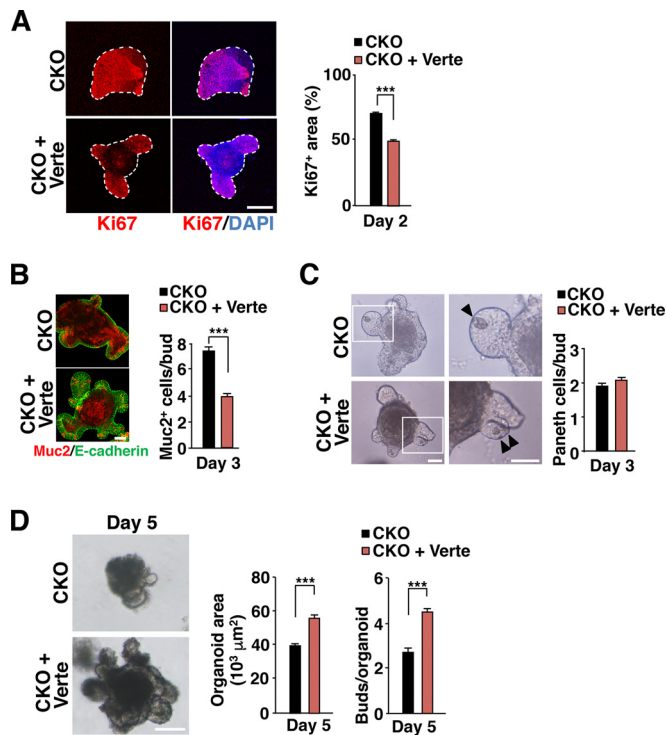 A
CKO
CKO + Verte
Ki67
Ki67/DAPI
CKO
CKO + Verte
Ki67⁺ area (%)
100
50
0
***
Day 2
B
CKO
CKO + Verte
Muc2/E-cadherin
CKO
CKO + Verte
Muc2⁺ cells/bud
8
6
4
2
0
***
Day 3
C
CKO
CKO + Verte
CKO
CKO + Verte
Paneth cells/bud
3
2
1
0
Day 3
D
Day 5
CKO
CKO + Verte
CKO
CKO + Verte
Organoid area
(10³ µm²)
80
60
40
20
0
***
Day 5
Buds/organoid
6
4
2
0
***
Day 5